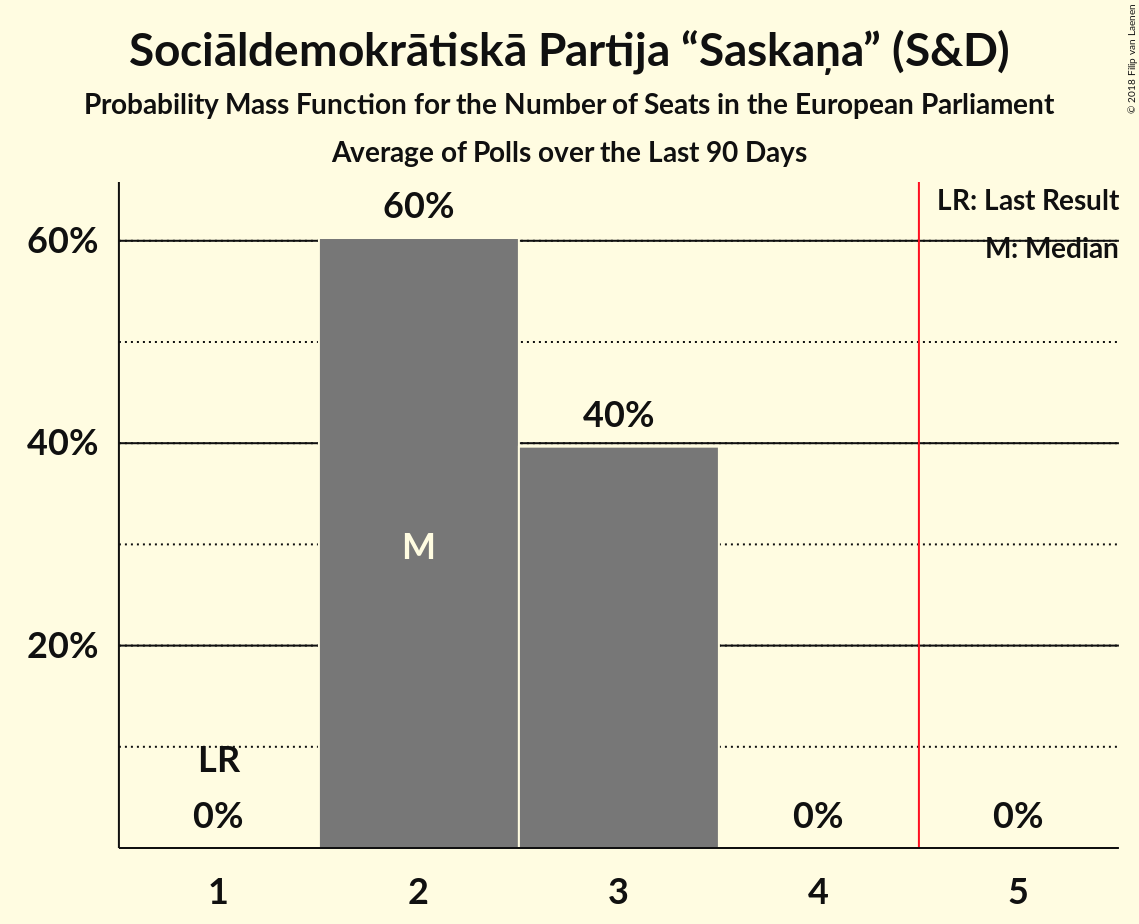 Sociāldemokrātiskā Partija “Saskaņa” (S&D)
Probability Mass Function for the Number of Seats in the European Parliament
Average of Polls over the Last 90 Days
© 2018 Filip van Laenen
LR: Last Result
M: Median
60%
40%
20%
60%
40%
M
LR
0%
0%
0%
1
2
3
4
5